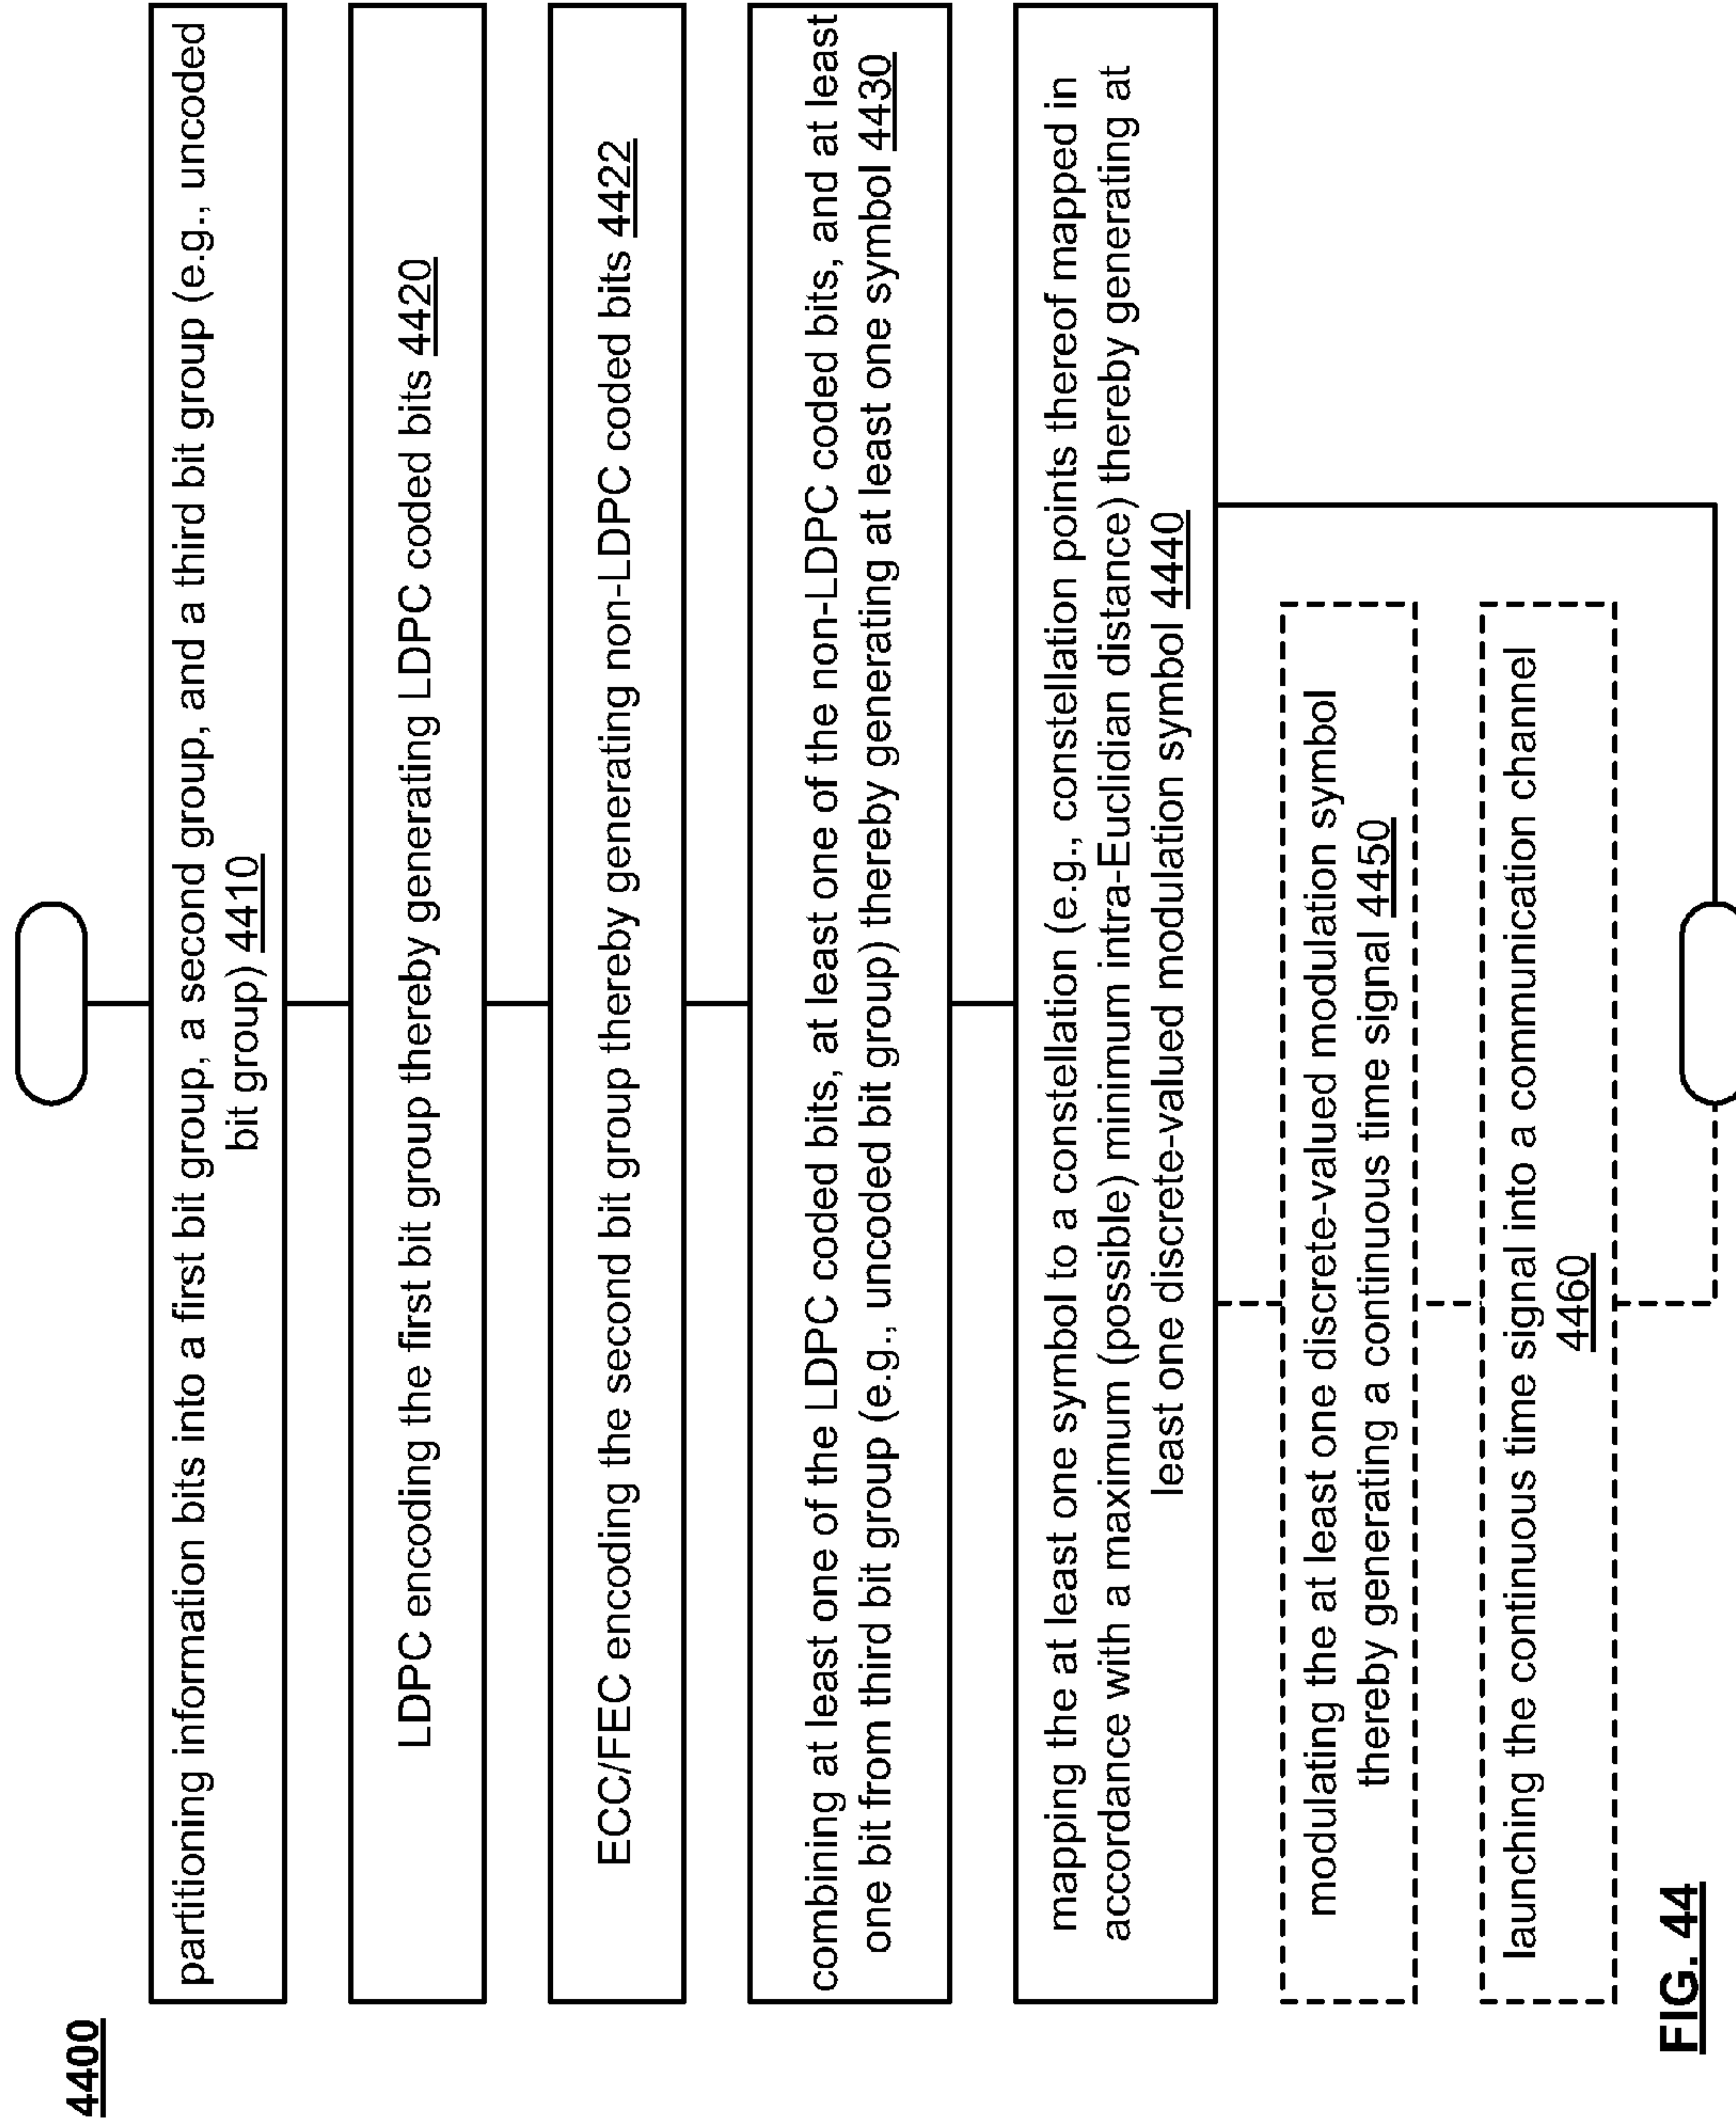 4400
partitioning information bits into a first bit group, a second group, and a third bit group (e.g., uncoded
bit group) 4410
LDPC encoding the first bit group thereby generating LDPC coded bits 4420
ECC/FEC encoding the second bit group thereby generating non-LDPC coded bits 4422
combining at least one of the LDPC coded bits, at least one of the non-LDPC coded bits, and at least
one bit from third bit group (e.g., uncoded bit group) thereby generating at least one symbol 4430
mapping the at least one symbol to a constellation (e.g., constellation points thereof mapped in
accordance with a maximum (possible) minimum intra-Euclidian distance) thereby generating at
least one discrete-valued modulation symbol 4440
modulating the at least one discrete-valued modulation symbol
thereby generating a continuous time signal 4450
launching the continuous time signal into a communication channel
4460
FIG. 44